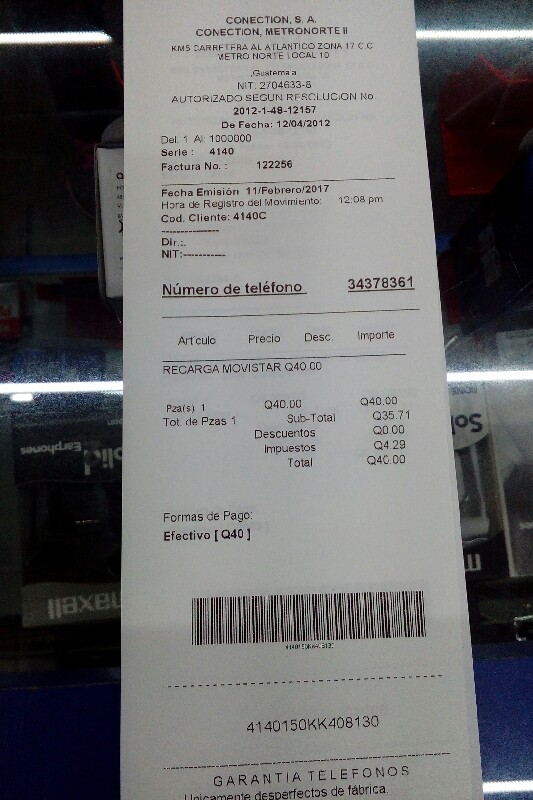 CONECTION, S. A.
CONECTION, METRONORTE II
KM5 CARRETERA AL ATLANTICO ZONA 17 C.C
METRO NORTE LOCAL 10
,Guatema a
NIT: 2704633-8
AUTORIZADO SEGUN RESOLUCION No.
2012-1-48-12157
De Fecha: 12/04/2012
Del. 1 Al: 1000000
Serie : 4140
Factura No. : 122256
Fecha Emisión 11/Febrero/2017
Hora de Registro del Movimiento: 12:08 pm
Cod. Cliente: 4140C
---------------
Dir.:.
NIT:-----------
Número de teléfono 34378361
Artículo Precio Desc. Importe
RECARGA MOVISTAR Q40.00
Pza(s) 1 Q40.00 Q40.00
Tot. de Pzas 1 Sub-Total Q35.71
Descuentos Q0.00
Impuestos Q4.29
Total Q40.00
Formas de Pago:
Efectivo [ Q40 ]
4140150KK408130
4140150KK408130
GARANTIA TELEFONOS
Unicamente desperfectos de fábrica.
Earphones
maxell
Sol